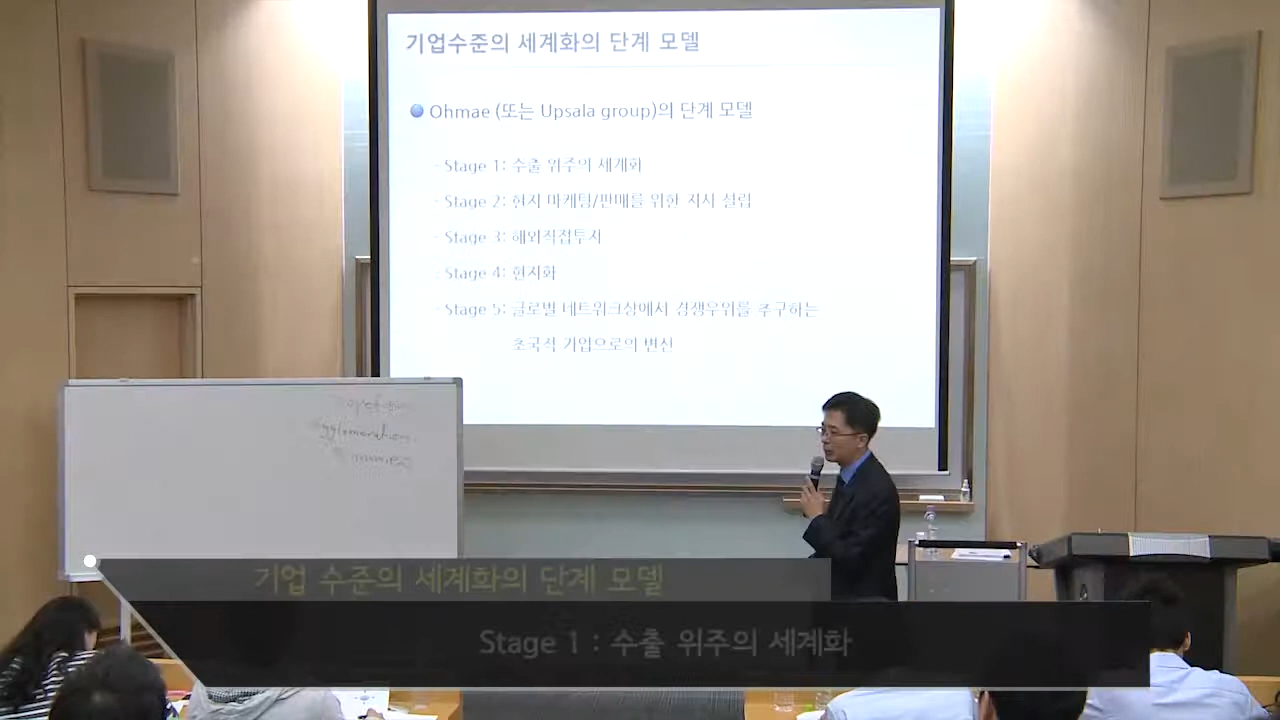 기업수준의 세계화의 단계 모델
Ohmae (또는 Upsala group)의 단계 모델
- Stage 1: 수출 위주의 세계화
- Stage 2: 현지 마케팅/판매를 위한 지사 설립
- Stage 3: 해외직접투자
- Stage 4: 현지화
- Stage 5: 글로벌 네트워크상에서 경쟁우위를 추구하는
초국적 기업으로의 변신
기업 수준의 세계화의 단계 모델
Stage 1 : 수출 위주의 세계화